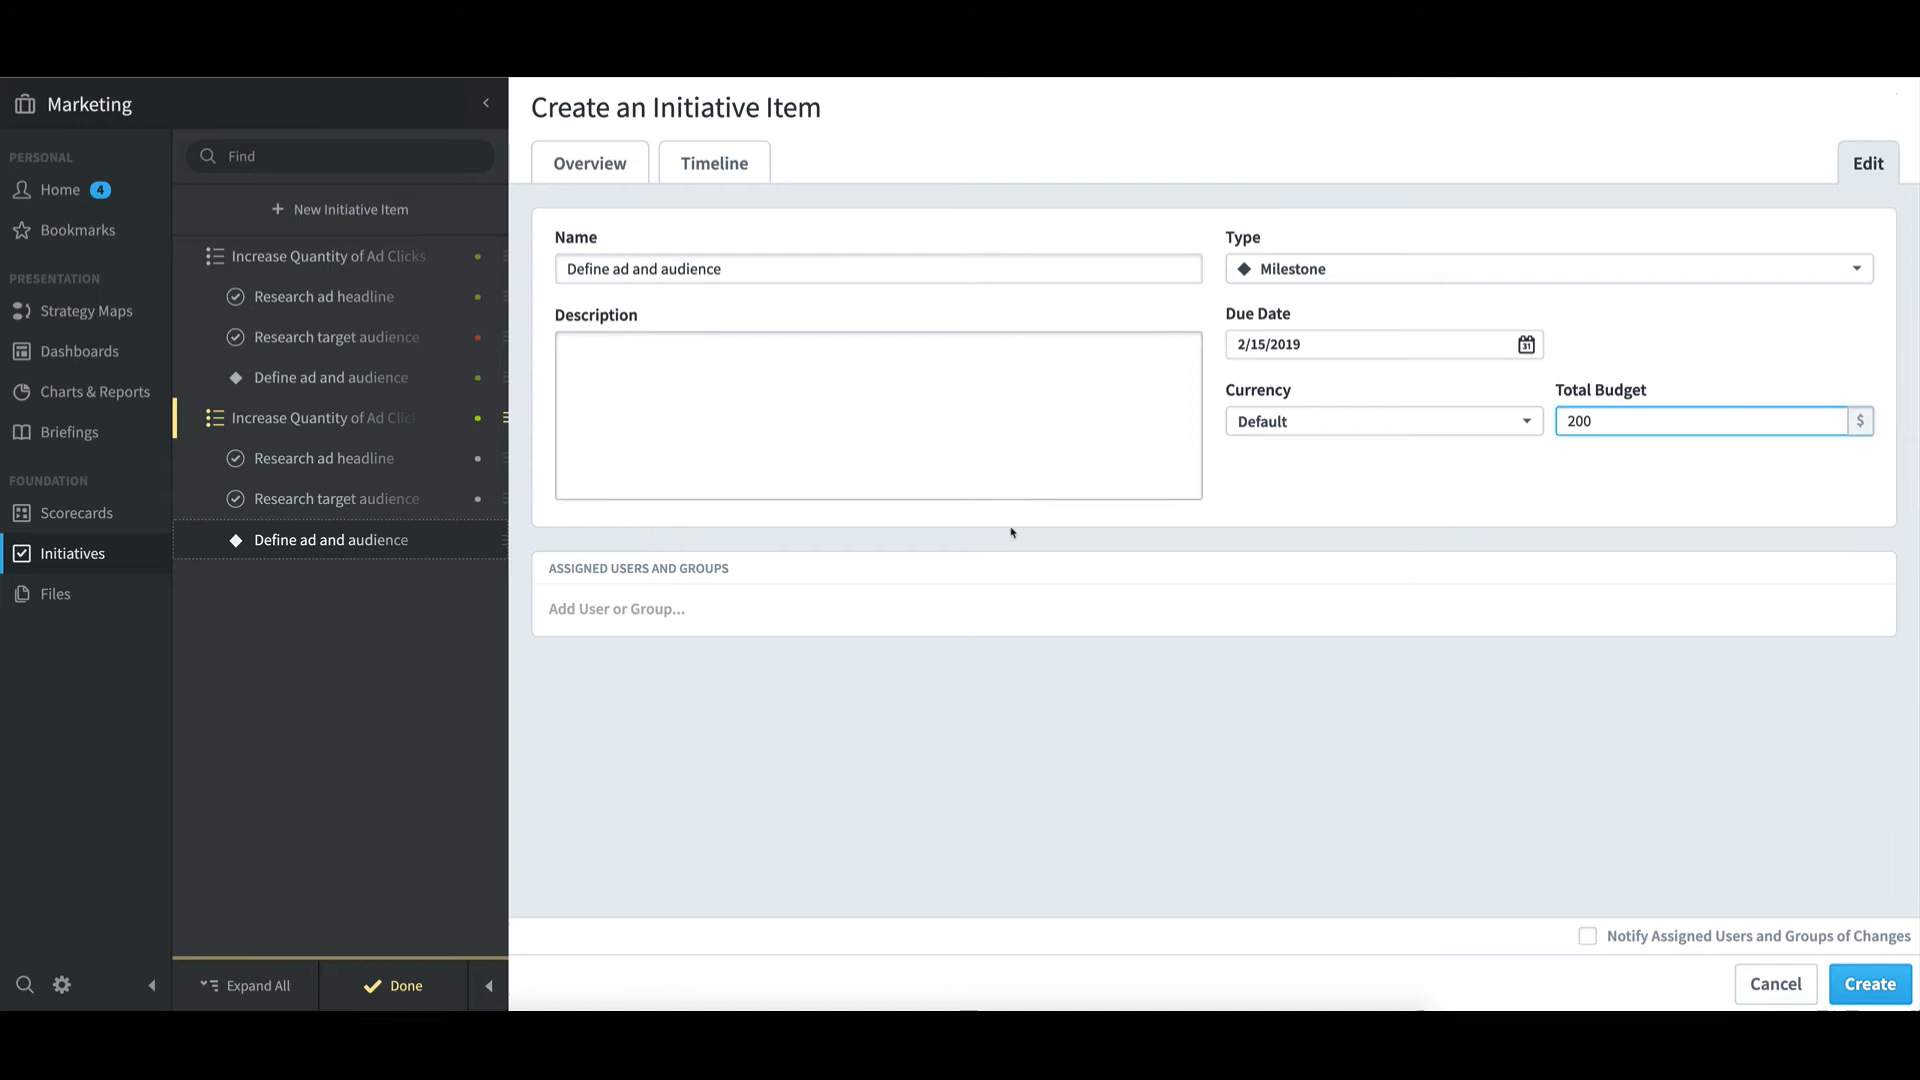 Marketing
PERSONAL
Home 4
Bookmarks
PRESENTATION
Strategy Maps
Dashboards
Charts & Reports
Briefings
FOUNDATION
Scorecards
Initiatives
Files
Find
New Initiative Item
Increase Quantity of Ad Clicks
Research ad headline
Research target audience
Define ad and audience
Increase Quantity of Ad Clic
Research ad headline
Research target audience
Define ad and audience
Expand All
Done
Create an Initiative Item
Overview
Timeline
Edit
Name
Define ad and audience
Description
Type
Milestone
Due Date
2/15/2019
31
Currency
Default
Total Budget
200
$
ASSIGNED USERS AND GROUPS
Add User or Group...
Notify Assigned Users and Groups of Changes
Cancel
Create